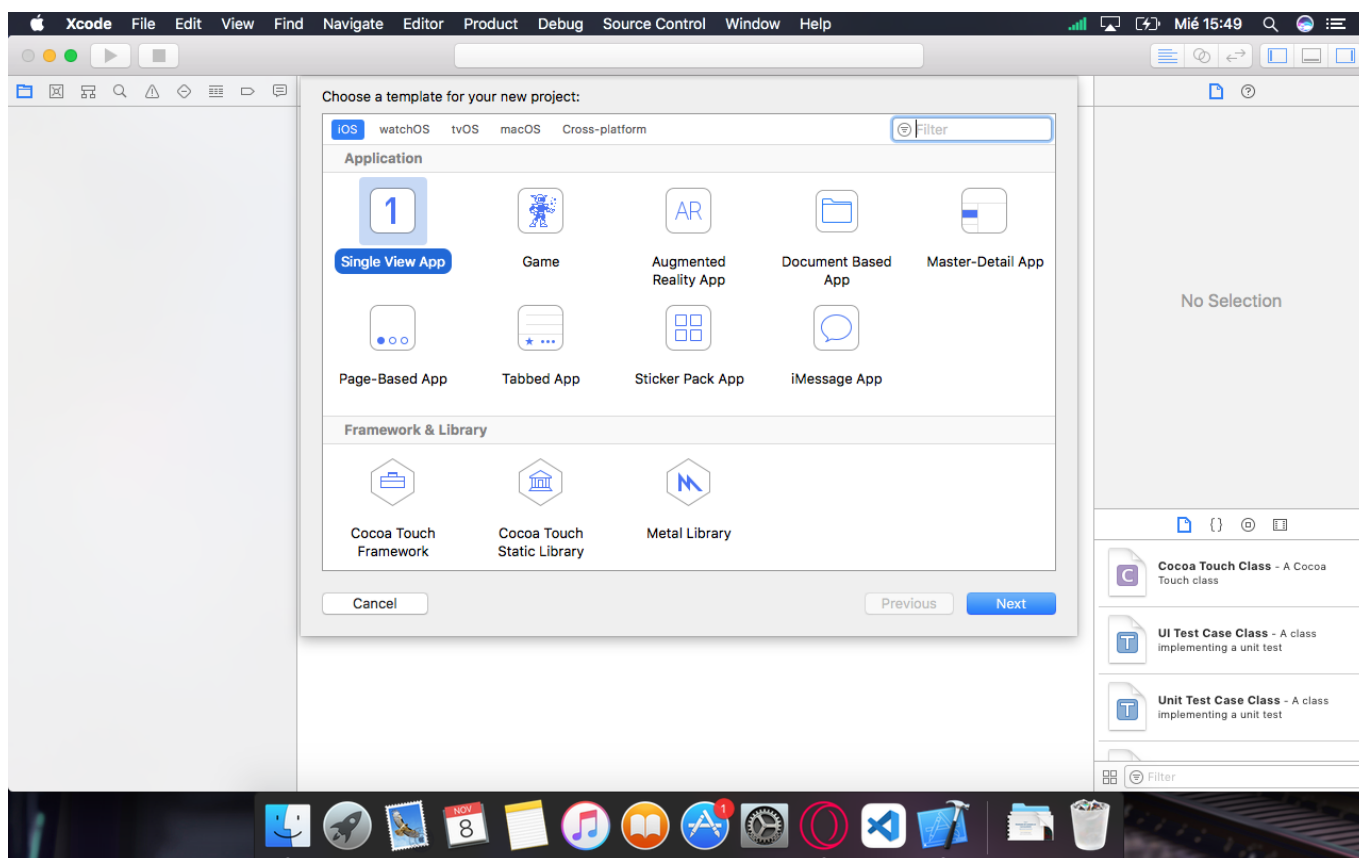 Xcode File Edit View Find Navigate Editor Product Debug Source Control Window Help Mié 15:49
Choose a template for your new project:
iOS watchOS tvOS macOS Cross-platform Filter
Application
1 AR
Single View App Game Augmented Reality App Document Based App Master-Detail App
Page-Based App Tabbed App Sticker Pack App iMessage App
Framework & Library
Cocoa Touch Framework Cocoa Touch Static Library Metal Library
Cancel Previous Next
No Selection
{}
C
Cocoa Touch Class - A Cocoa
Touch class
T
UI Test Case Class - A class
implementing a unit test
T
Unit Test Case Class - A class
implementing a unit test
Filter
NOV
8
1